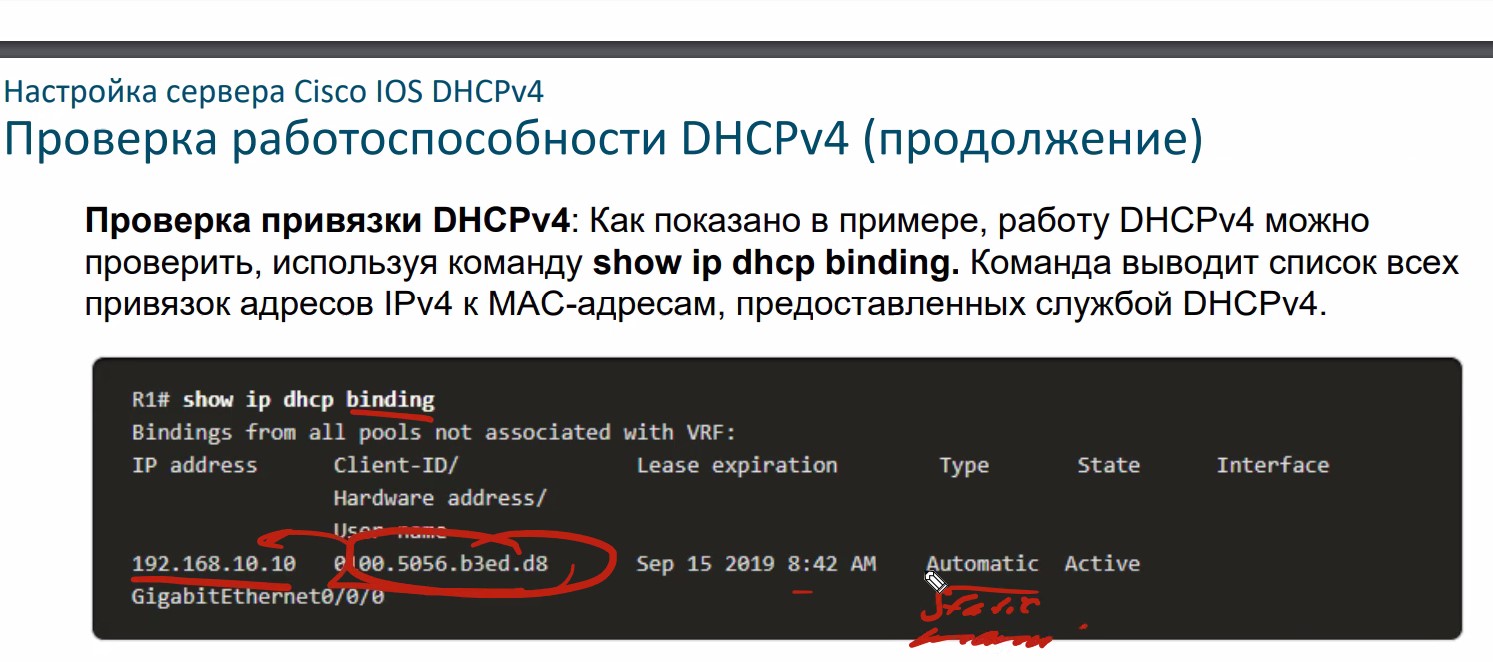 Настройка сервера Cisco IOS DHCPv4
Проверка работоспособности DHCPv4 (продолжение)
Проверка привязки DHCPv4: Как показано в примере, работу DHCPv4 можно
проверить, используя команду show ip dhcp binding. Команда выводит список всех
привязок адресов IPv4 к MAC-адресам, предоставленных службой DHCPv4.
R1# show ip dhcp binding
Bindings from all pools not associated with VRF:
IP address Client-ID/ Lease expiration Type State Interface
Hardware address/
User name
192.168.10.10 0100.5056.b3ed.d8 Sep 15 2019 8:42 AM Automatic Active
GigabitEthernet0/0/0